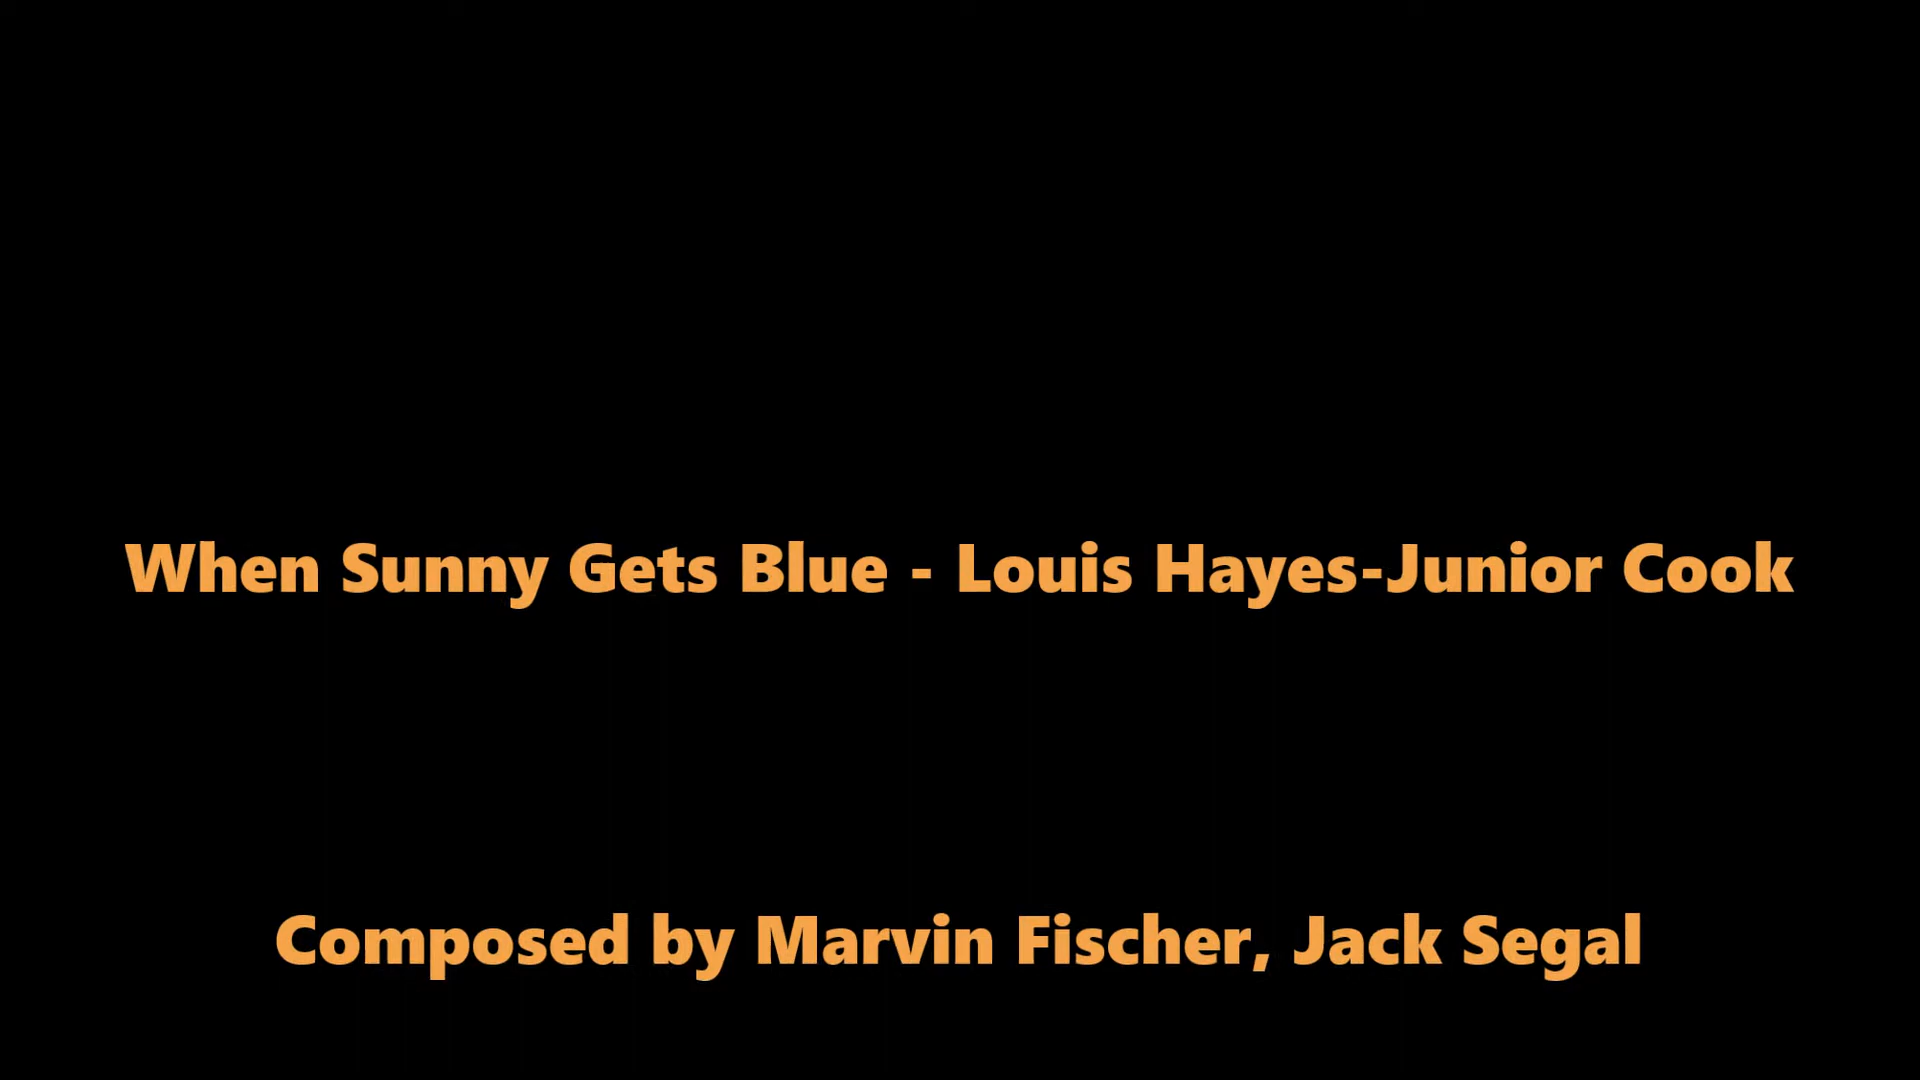 When Sunny Gets Blue - Louis Hayes-Junior Cook
Composed by Marvin Fischer, Jack Segal